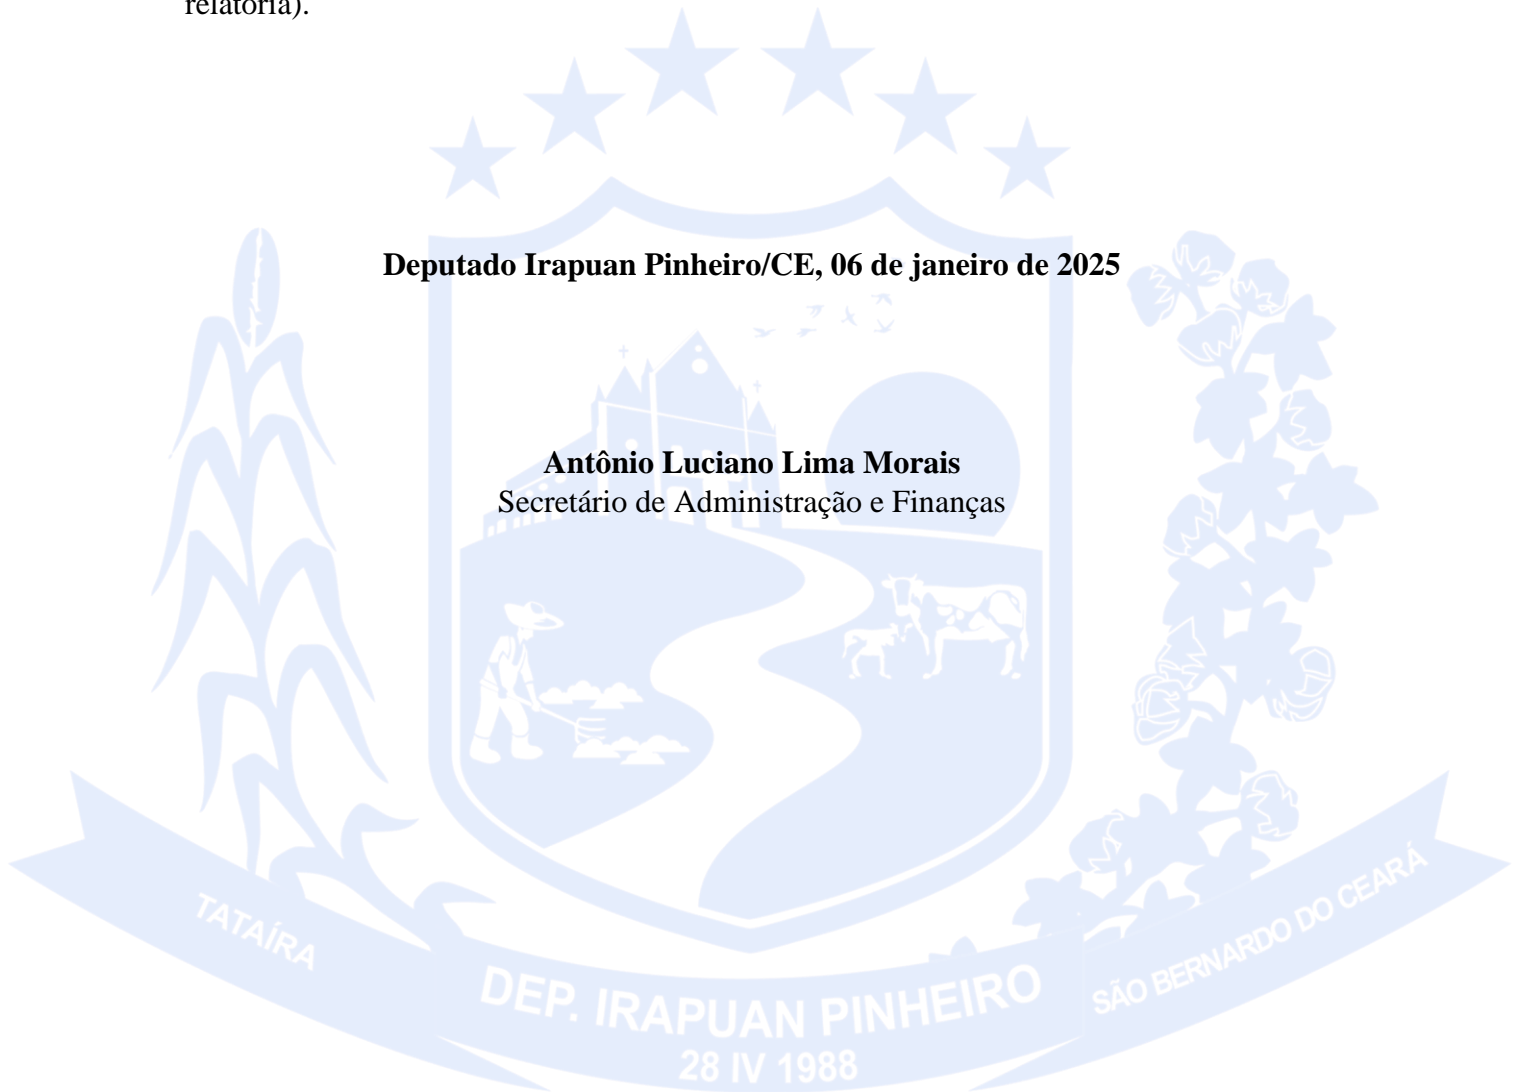 relatoria).
Deputado Irapuan Pinheiro/CE, 06 de janeiro de 2025
Antônio Luciano Lima Morais
Secretário de Administração e Finanças
TATAÍRA
DEP. IRAPUAN PINHEIRO
SÃO BERNARDO DO CEARÁ
28 IV 1988